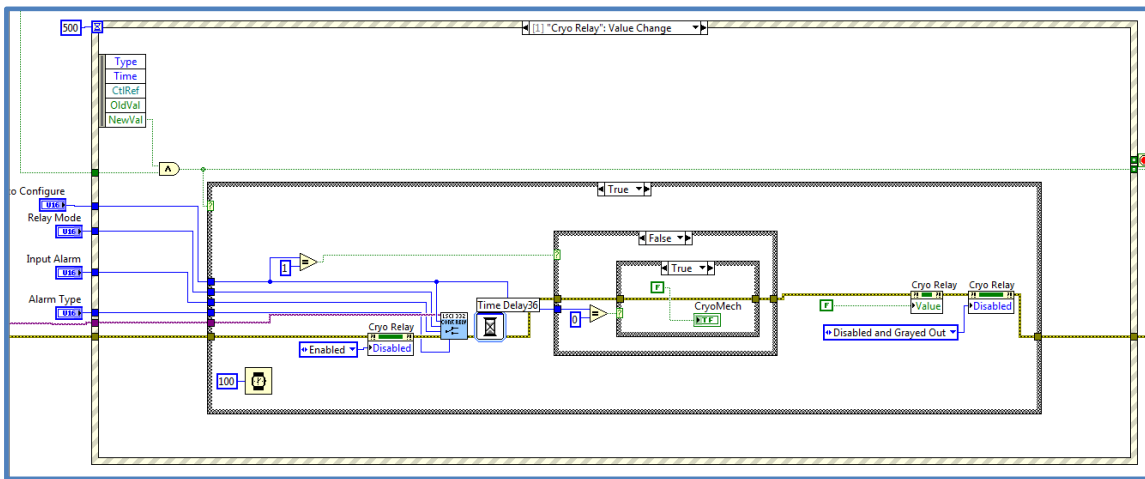 500
[1] "Cryo Relay": Value Change
Type
Time
CtlRef
OldVal
NewVal
A
True
o Configure
U16
Relay Mode
U16
Input Alarm
U16
Alarm Type
U16
1
=
?
False
True
F
CryoMech
TF
0
=
?
Time Delay36
LSCI 332
Cryo Relay
Enabled
Disabled
100
Cryo Relay
Cryo Relay
F
Value
Disabled
Disabled and Grayed Out